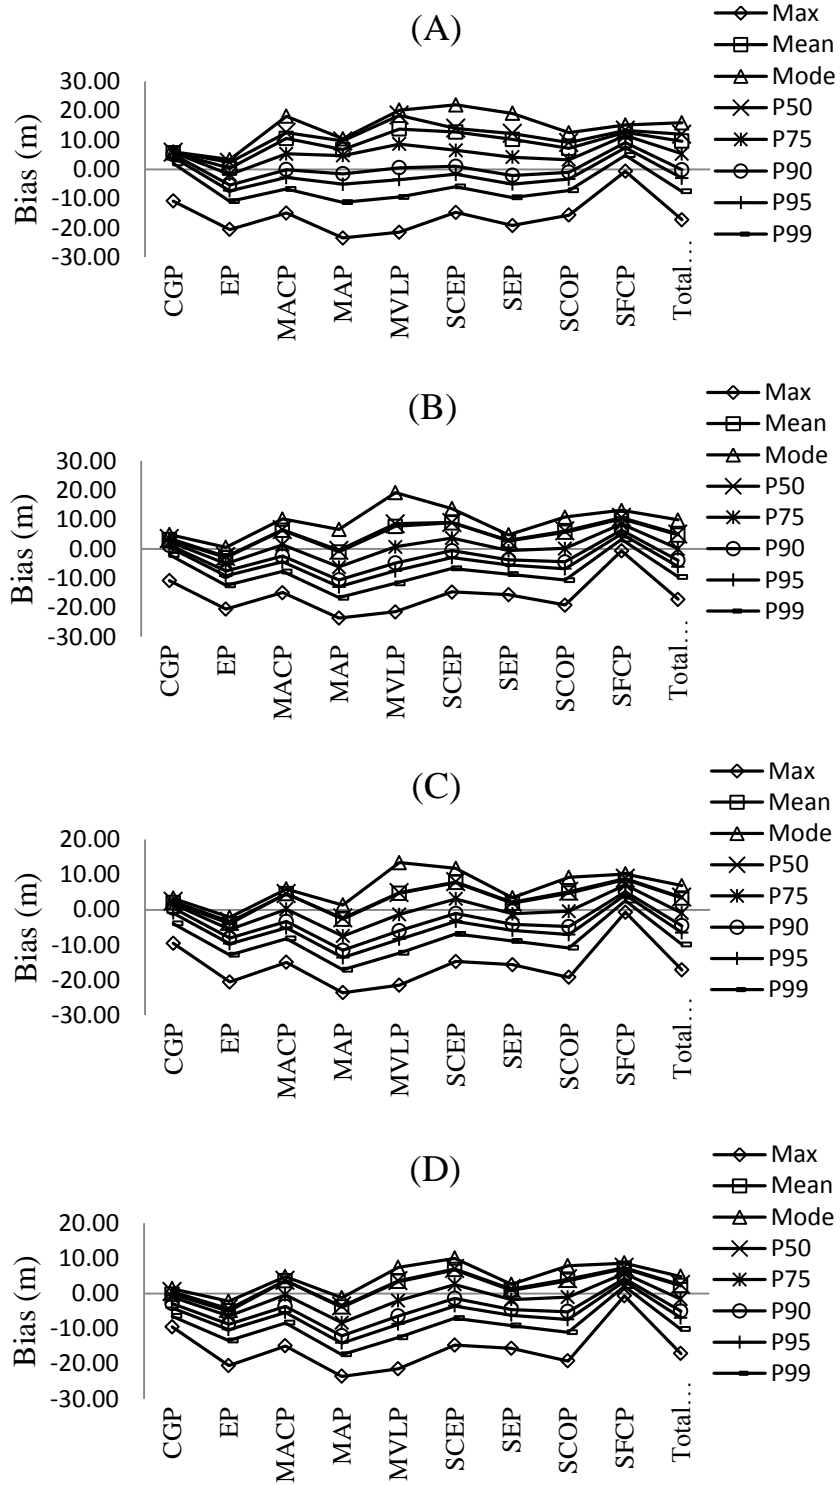 (A)
30.00
20.00
10.00
0.00
-10.00
-20.00
-30.00
Bias (m)
CGP
EP
MACP
MAP
MVLP
SCEP
SEP
SCOP
SFCP
Total…
Max
Mean
Mode
P50
P75
P90
P95
P99
(B)
30.00
20.00
10.00
0.00
-10.00
-20.00
-30.00
Bias (m)
CGP
EP
MACP
MAP
MVLP
SCEP
SEP
SCOP
SFCP
Total…
Max
Mean
Mode
P50
P75
P90
P95
P99
(C)
20.00
10.00
0.00
-10.00
-20.00
-30.00
Bias (m)
CGP
EP
MACP
MAP
MVLP
SCEP
SEP
SCOP
SFCP
Total…
Max
Mean
Mode
P50
P75
P90
P95
P99
(D)
20.00
10.00
0.00
-10.00
-20.00
-30.00
Bias (m)
CGP
EP
MACP
MAP
MVLP
SCEP
SEP
SCOP
SFCP
Total…
Max
Mean
Mode
P50
P75
P90
P95
P99